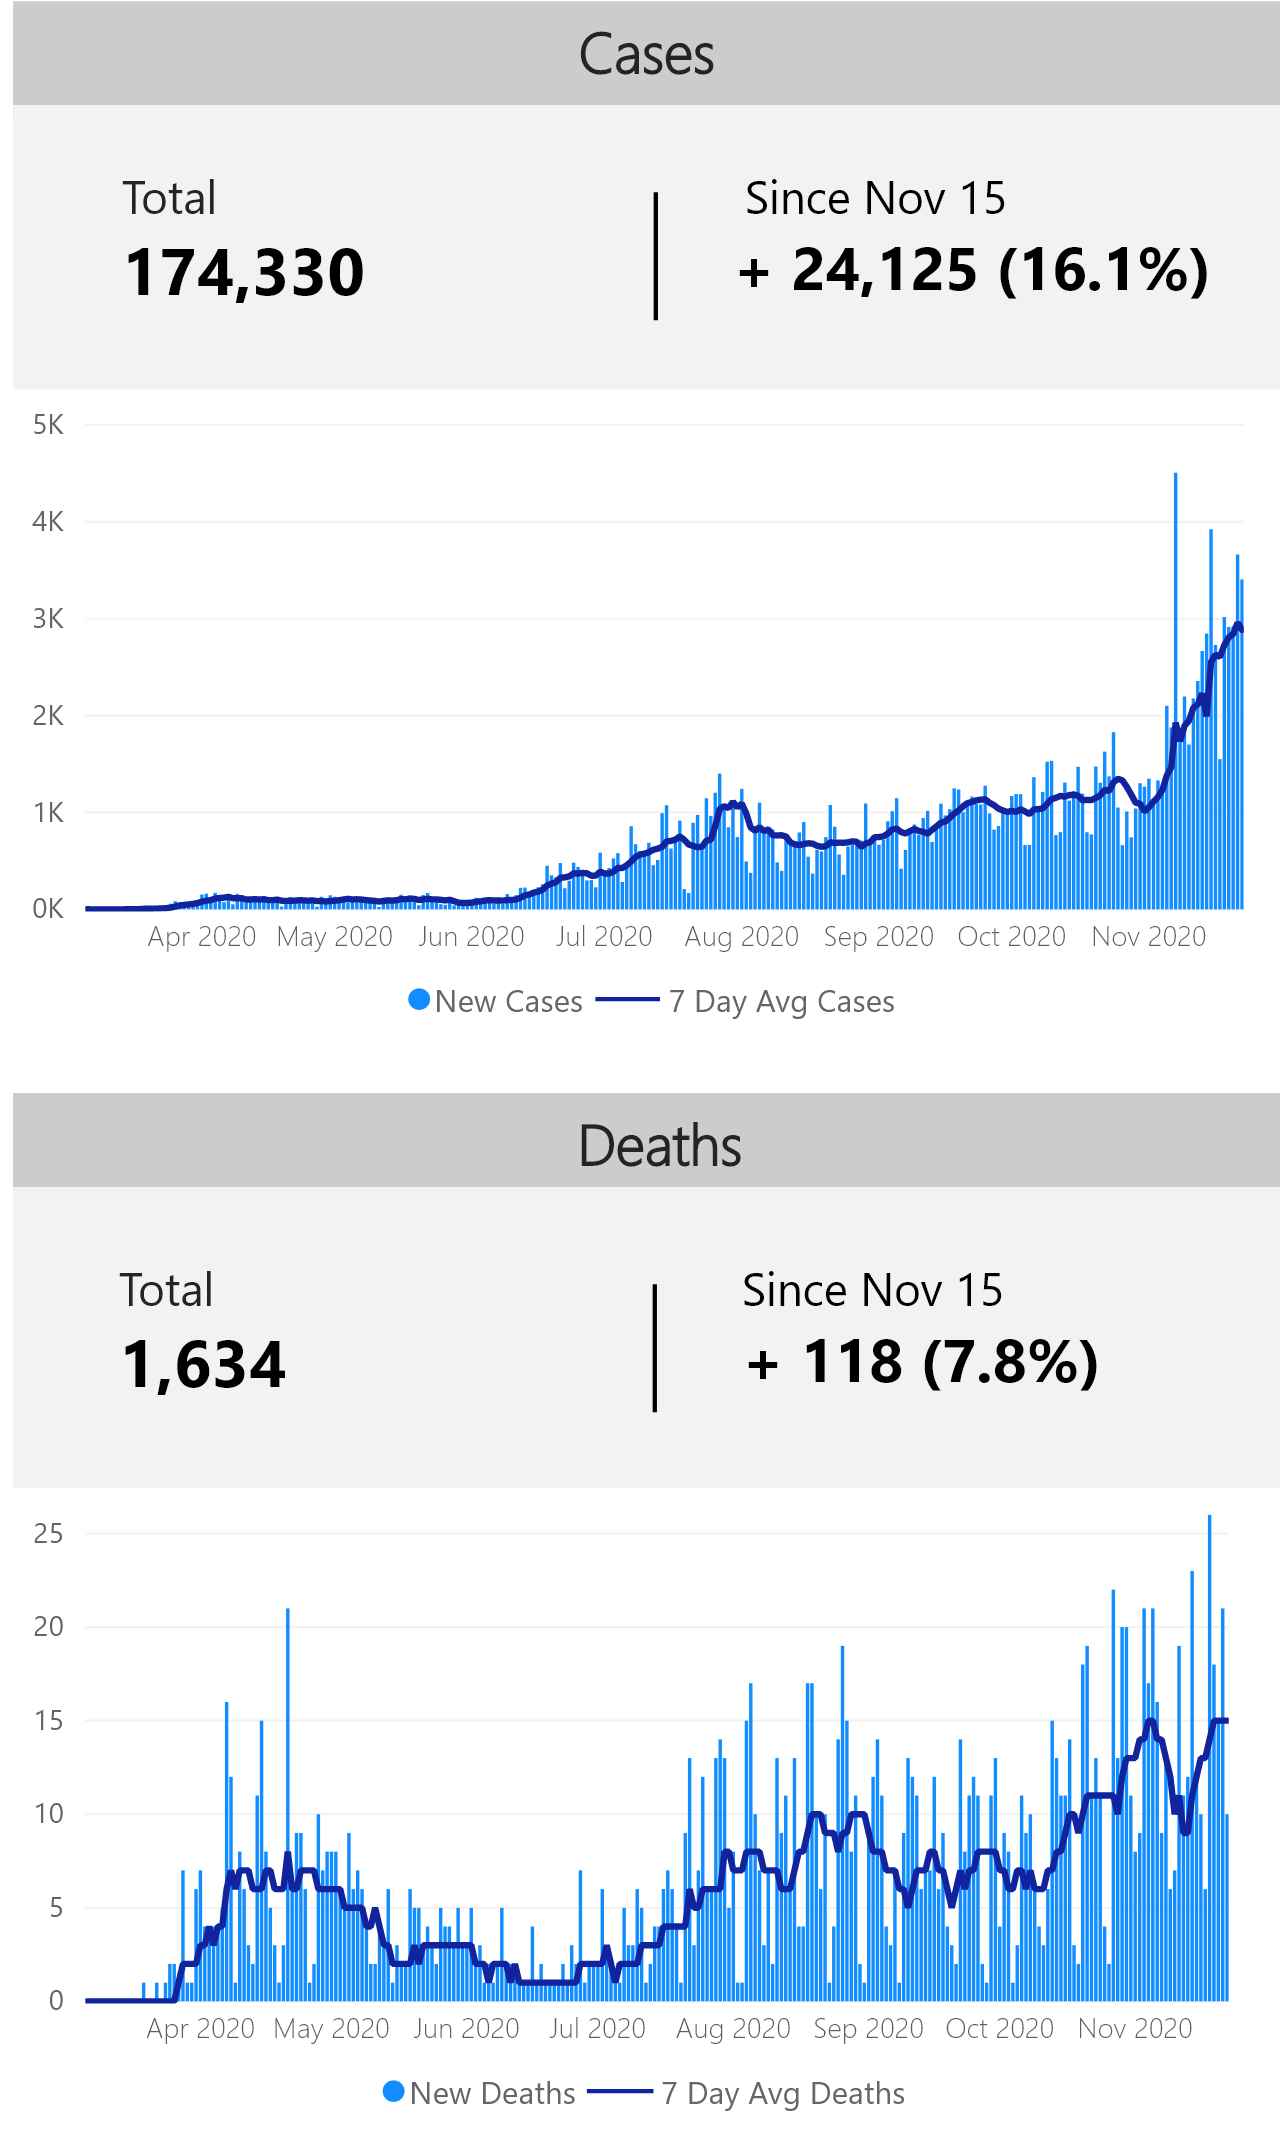 Cases
Total
Since Nov 15
174,330
+ 24,125 (16.1%)
5K
4K
3K
2K
1K
0K
Apr 2020 May 2020 Jun 2020 Jul 2020 Aug 2020 Sep 2020 Oct 2020 Nov 2020
New Cases 7 Day Avg Cases
Deaths
Total
Since Nov 15
1,634
+ 118 (7.8%)
25
20
15
10
5
0
Apr 2020 May 2020 Jun 2020 Jul 2020 Aug 2020 Sep 2020 Oct 2020 Nov 2020
New Deaths 7 Day Avg Deaths